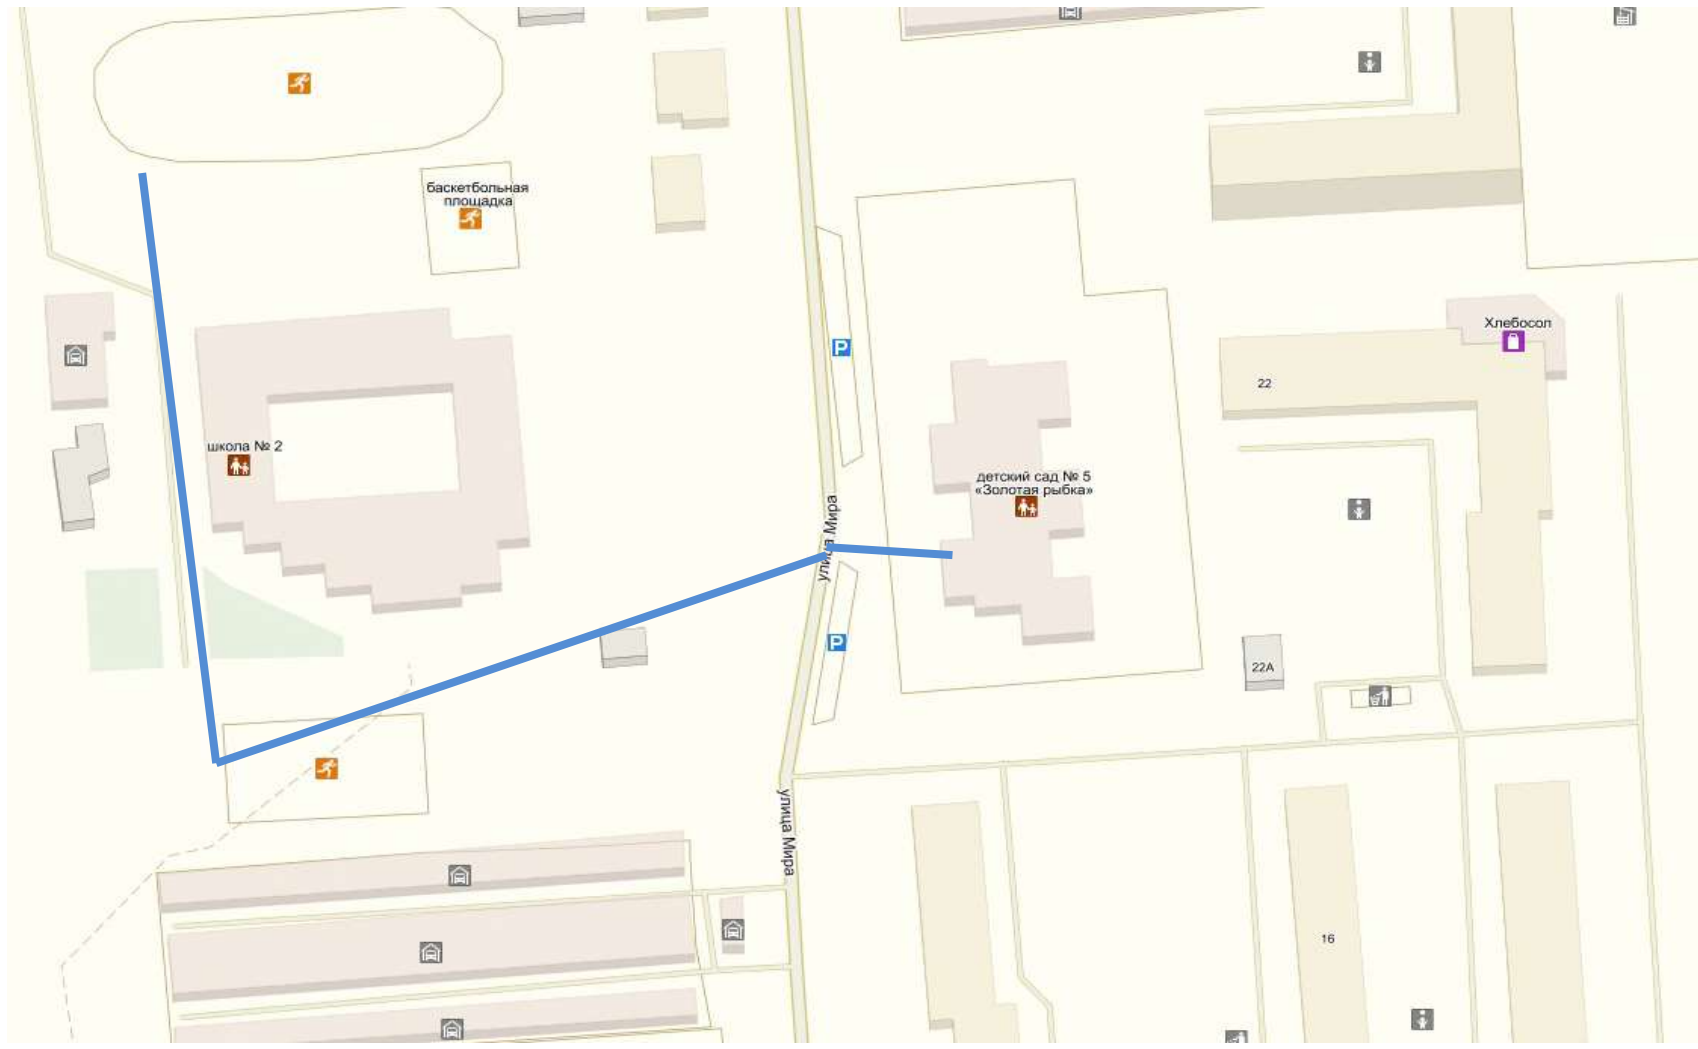 баскетбольная
площадка
P
Хлебосол
22
школа № 2
детский сад № 5
«Золотая рыбка»
улица Мира
P
22А
улица Мира
16